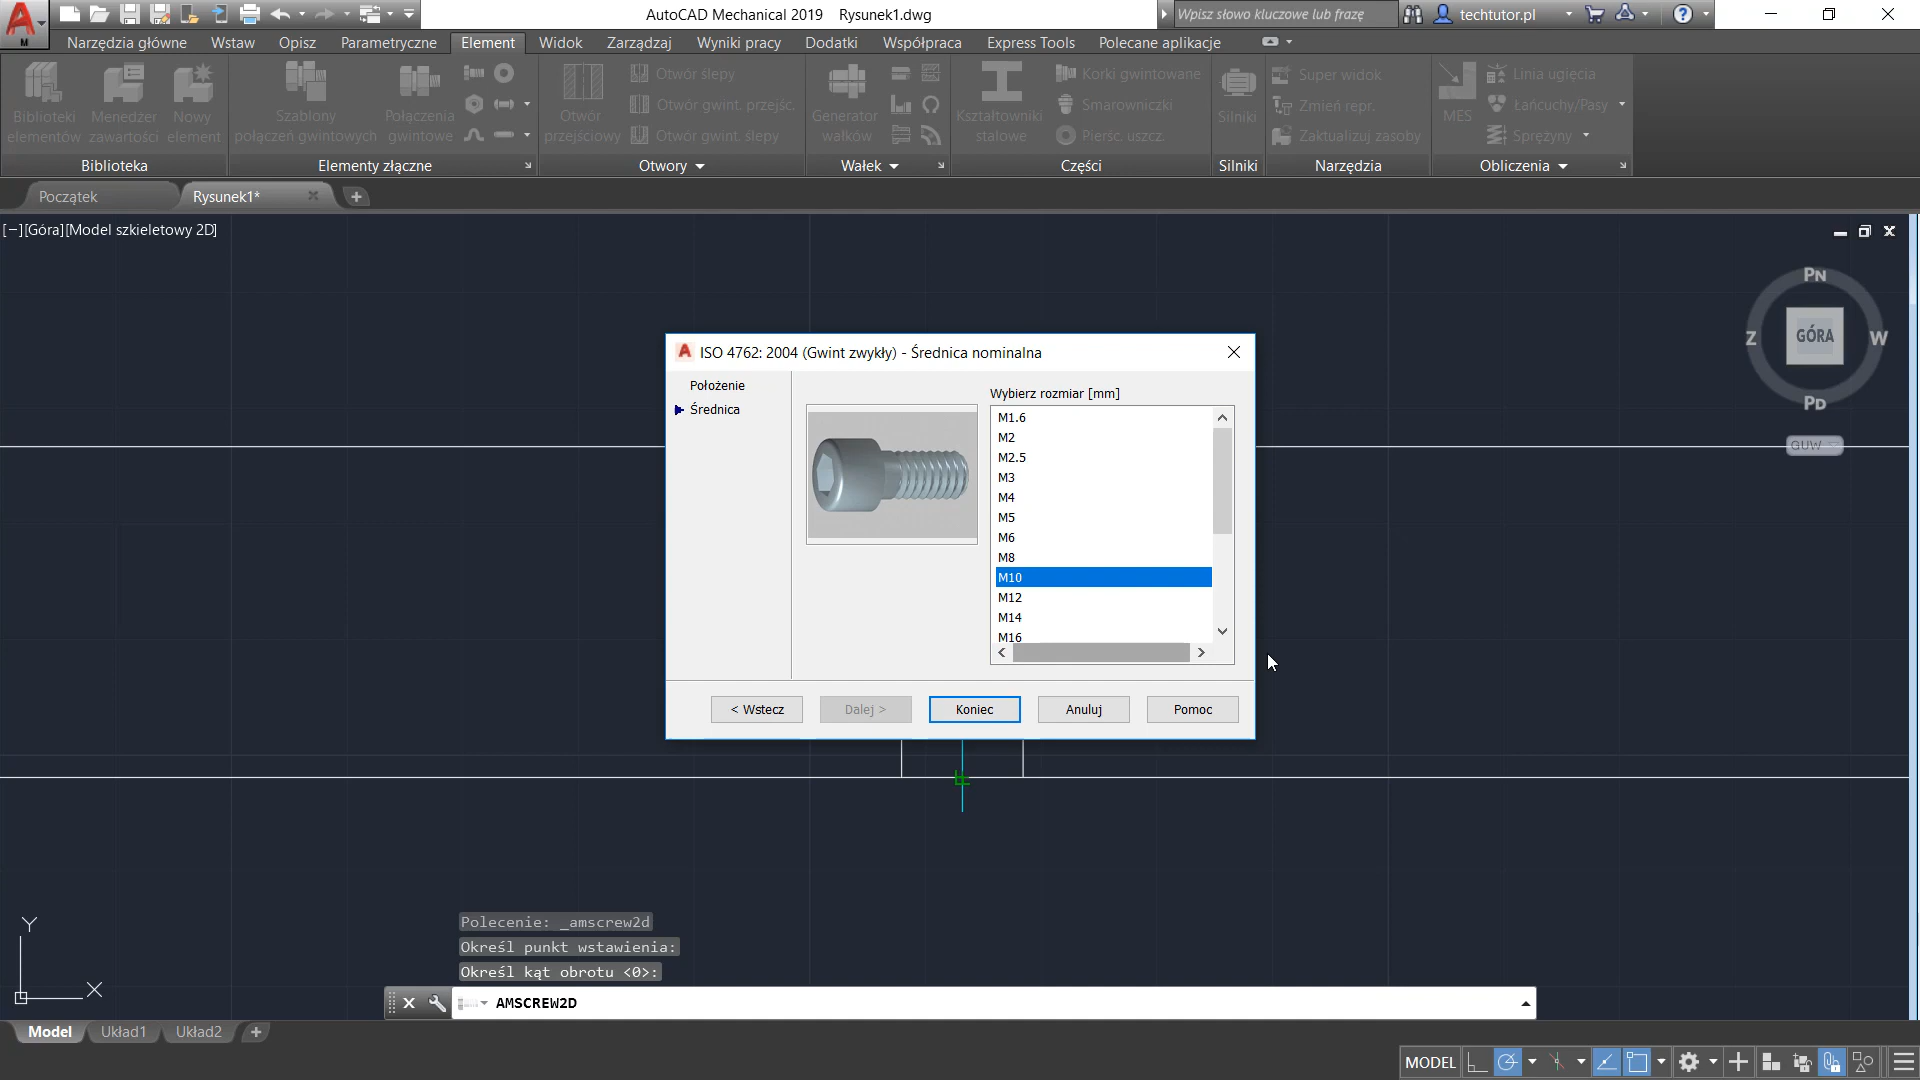 AutoCAD Mechanical 2019 Rysunek1.dwg
Wpisz słowo kluczowe lub frazę
techtutor.pl
M
Narzędzia główne
Wstaw
Opisz
Parametryczne
Element
Widok
Zarządzaj
Wyniki pracy
Dodatki
Współpraca
Express Tools
Polecane aplikacje
Biblioteki elementów
Menedżer zawartości
Nowy element
Szablony połączeń gwintowych
Połączenia gwintowe
Otwór przejściowy
Otwór ślepy
Otwór gwint. przejśc.
Otwór gwint. ślepy
Generator wałków
Kształtowniki stalowe
Korki gwintowane
Smarowniczki
Pierśc. uszcz.
Silniki
Super widok
Zmień repr.
Zaktualizuj zasoby
MES
Linia ugięcia
Łańcuchy/Pasy
Sprężyny
Biblioteka
Elementy złączne
Otwory
Wałek
Części
Silniki
Narzędzia
Obliczenia
Początek
Rysunek1*
[−][Góra][Model szkieletowy 2D]
PN
Z
GÓRA
W
PD
GUW
ISO 4762: 2004 (Gwint zwykły) - Średnica nominalna
Położenie
Średnica
Wybierz rozmiar [mm]
M1.6
M2
M2.5
M3
M4
M5
M6
M8
M10
M12
M14
M16
< Wstecz
Dalej >
Koniec
Anuluj
Pomoc
Polecenie: _amscrew2d
Określ punkt wstawienia:
Określ kąt obrotu <0>:
AMSCREW2D
Y
X
Model
Układ1
Układ2
MODEL